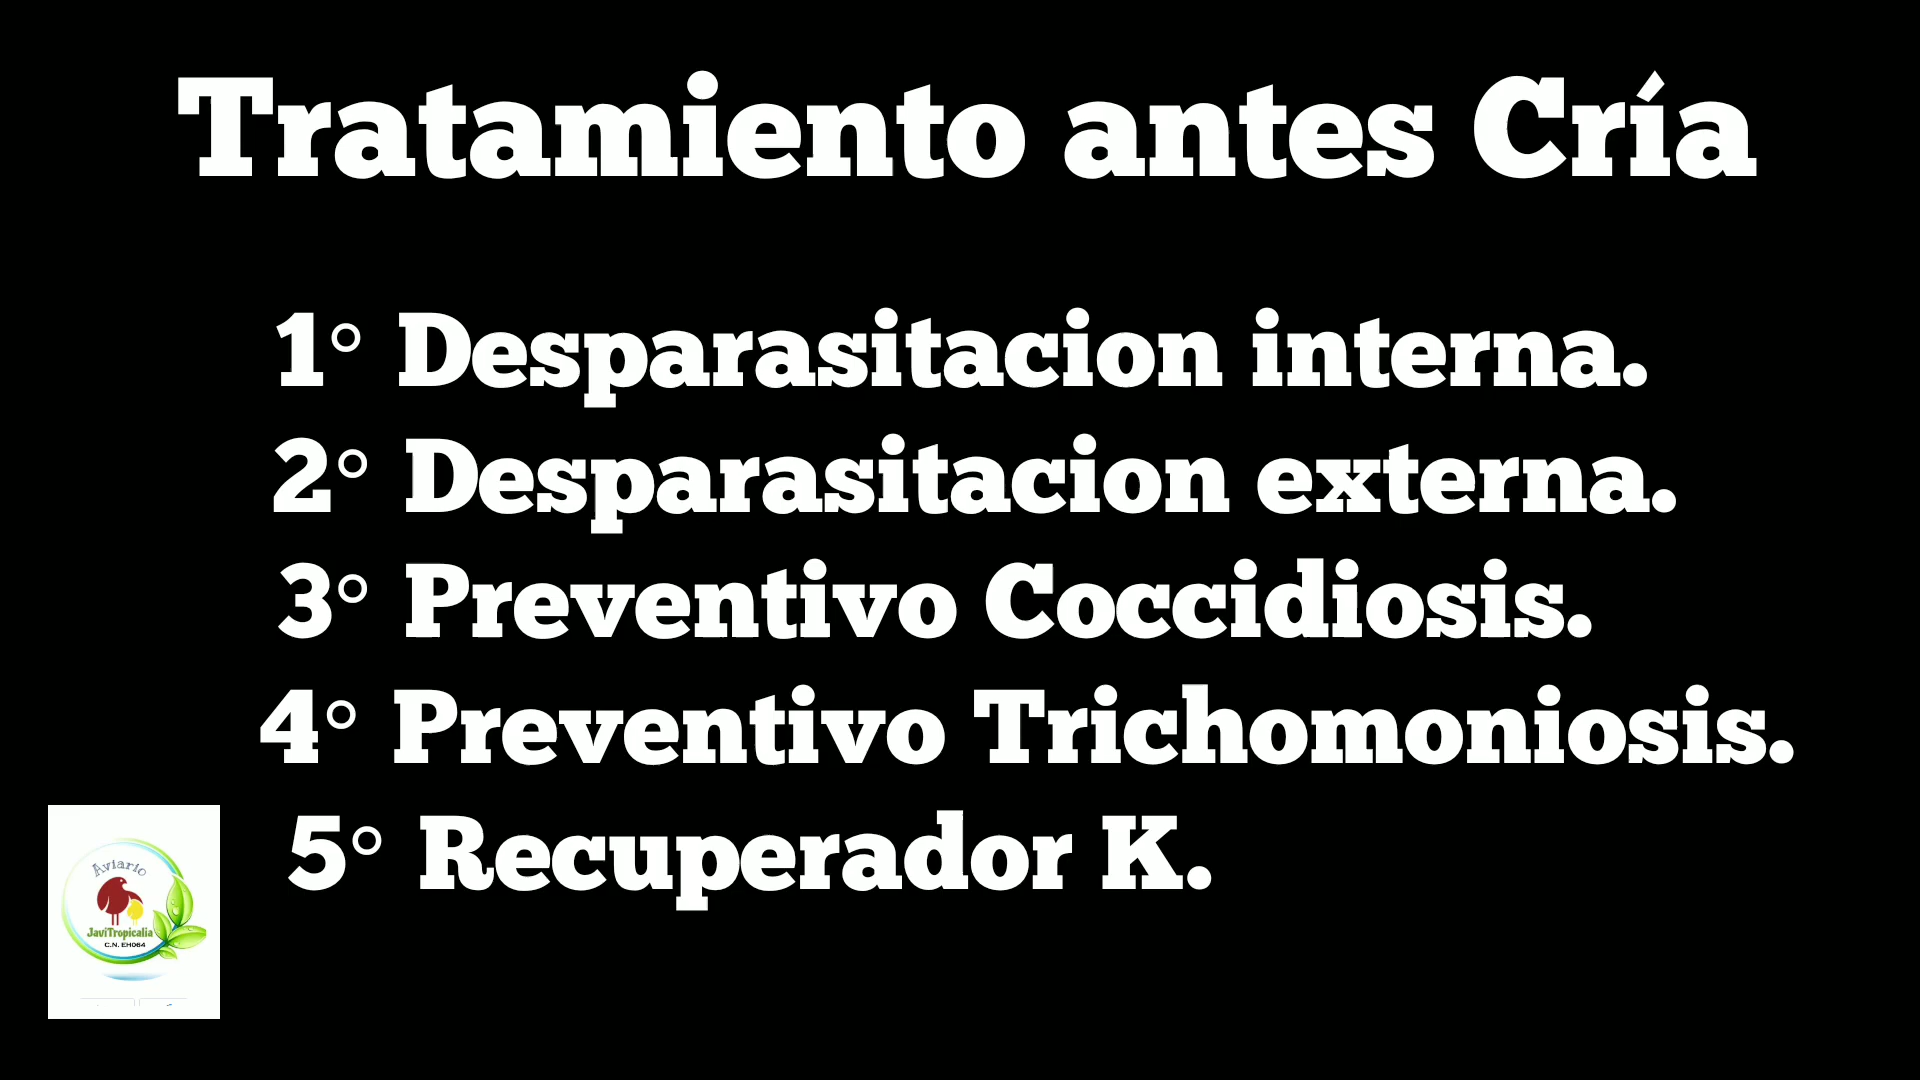 Tratamiento antes Cría
1° Desparasitacion interna.
2° Desparasitacion externa.
3° Preventivo Coccidiosis.
4° Preventivo Trichomoniosis.
5° Recuperador K.
Aviario
JaviTropicalia
C.N. EH064